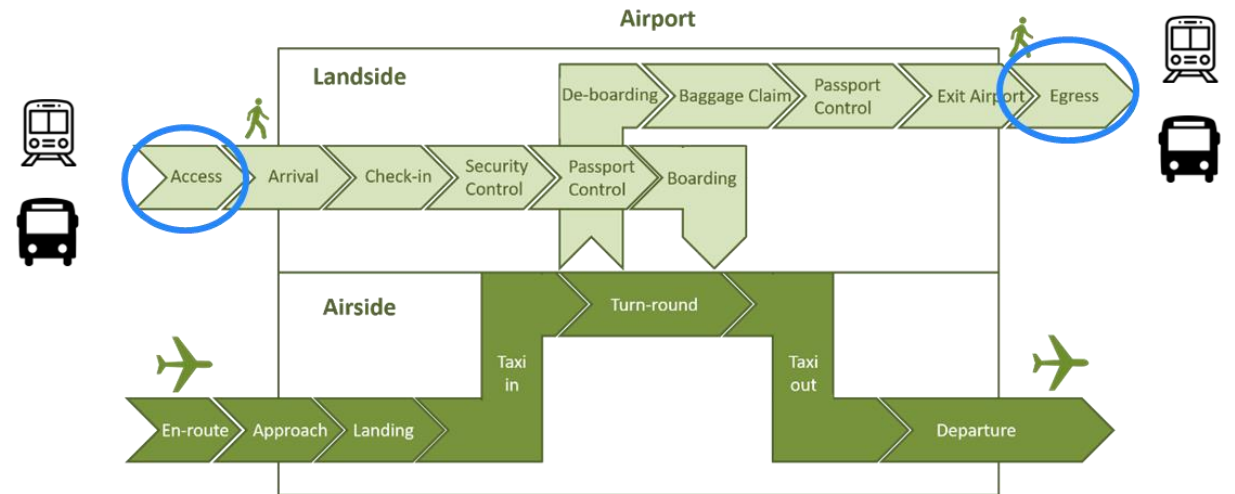 Airport
Landside
De-boarding
Baggage Claim
Passport
Control
Exit Airport
Egress
Access
Arrival
Check-in
Security
Control
Passport
Control
Boarding
Airside
Turn-round
Taxi
in
Taxi
out
En-route
Approach
Landing
Departure